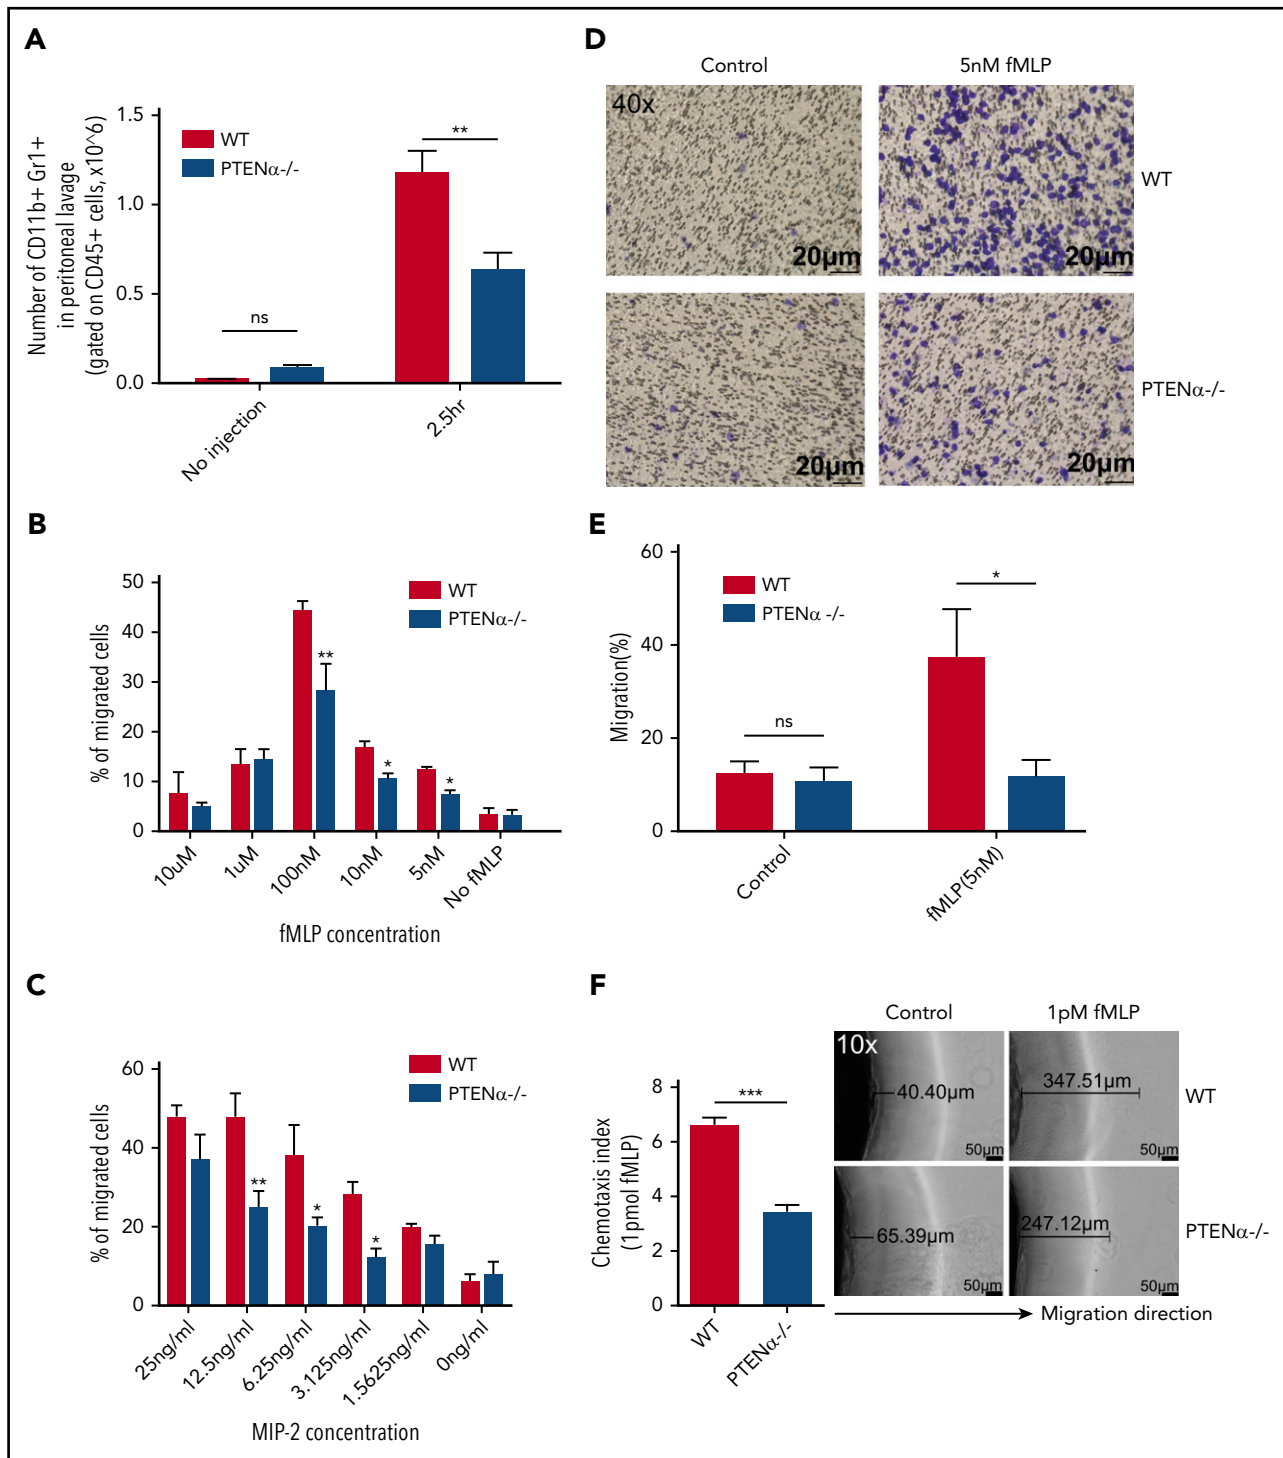 A
Number of CD11b+ Gr1+
in peritoneal lavage
(gated on CD45+ cells, x10^6)
1.5
1.0
0.5
0.0
WT
PTENα-/-
ns
**
No injection
2.5hr
B
% of migrated cells
50
40
30
20
10
0
WT
PTENα-/-
**
*
*
10uM
1uM
100nM
10nM
5nM
No fMLP
fMLP concentration
C
% of migrated cells
60
40
20
0
WT
PTENα-/-
**
*
*
25ng/ml
12.5ng/ml
6.25ng/ml
3.125ng/ml
1.5625ng/ml
0ng/ml
MIP-2 concentration
D
Control
5nM fMLP
40x
20µm
20µm
WT
20µm
20µm
PTENα-/-
E
Migration(%)
60
40
20
0
WT
PTENα -/-
ns
*
Control
fMLP(5nM)
F
Chemotaxis index
(1pmol fMLP)
8
6
4
2
0
***
WT
PTENα-/-
Control
1pM fMLP
10x
40.40µm
50µm
347.51µm
50µm
WT
65.39µm
50µm
247.12µm
50µm
PTENα-/-
Migration direction